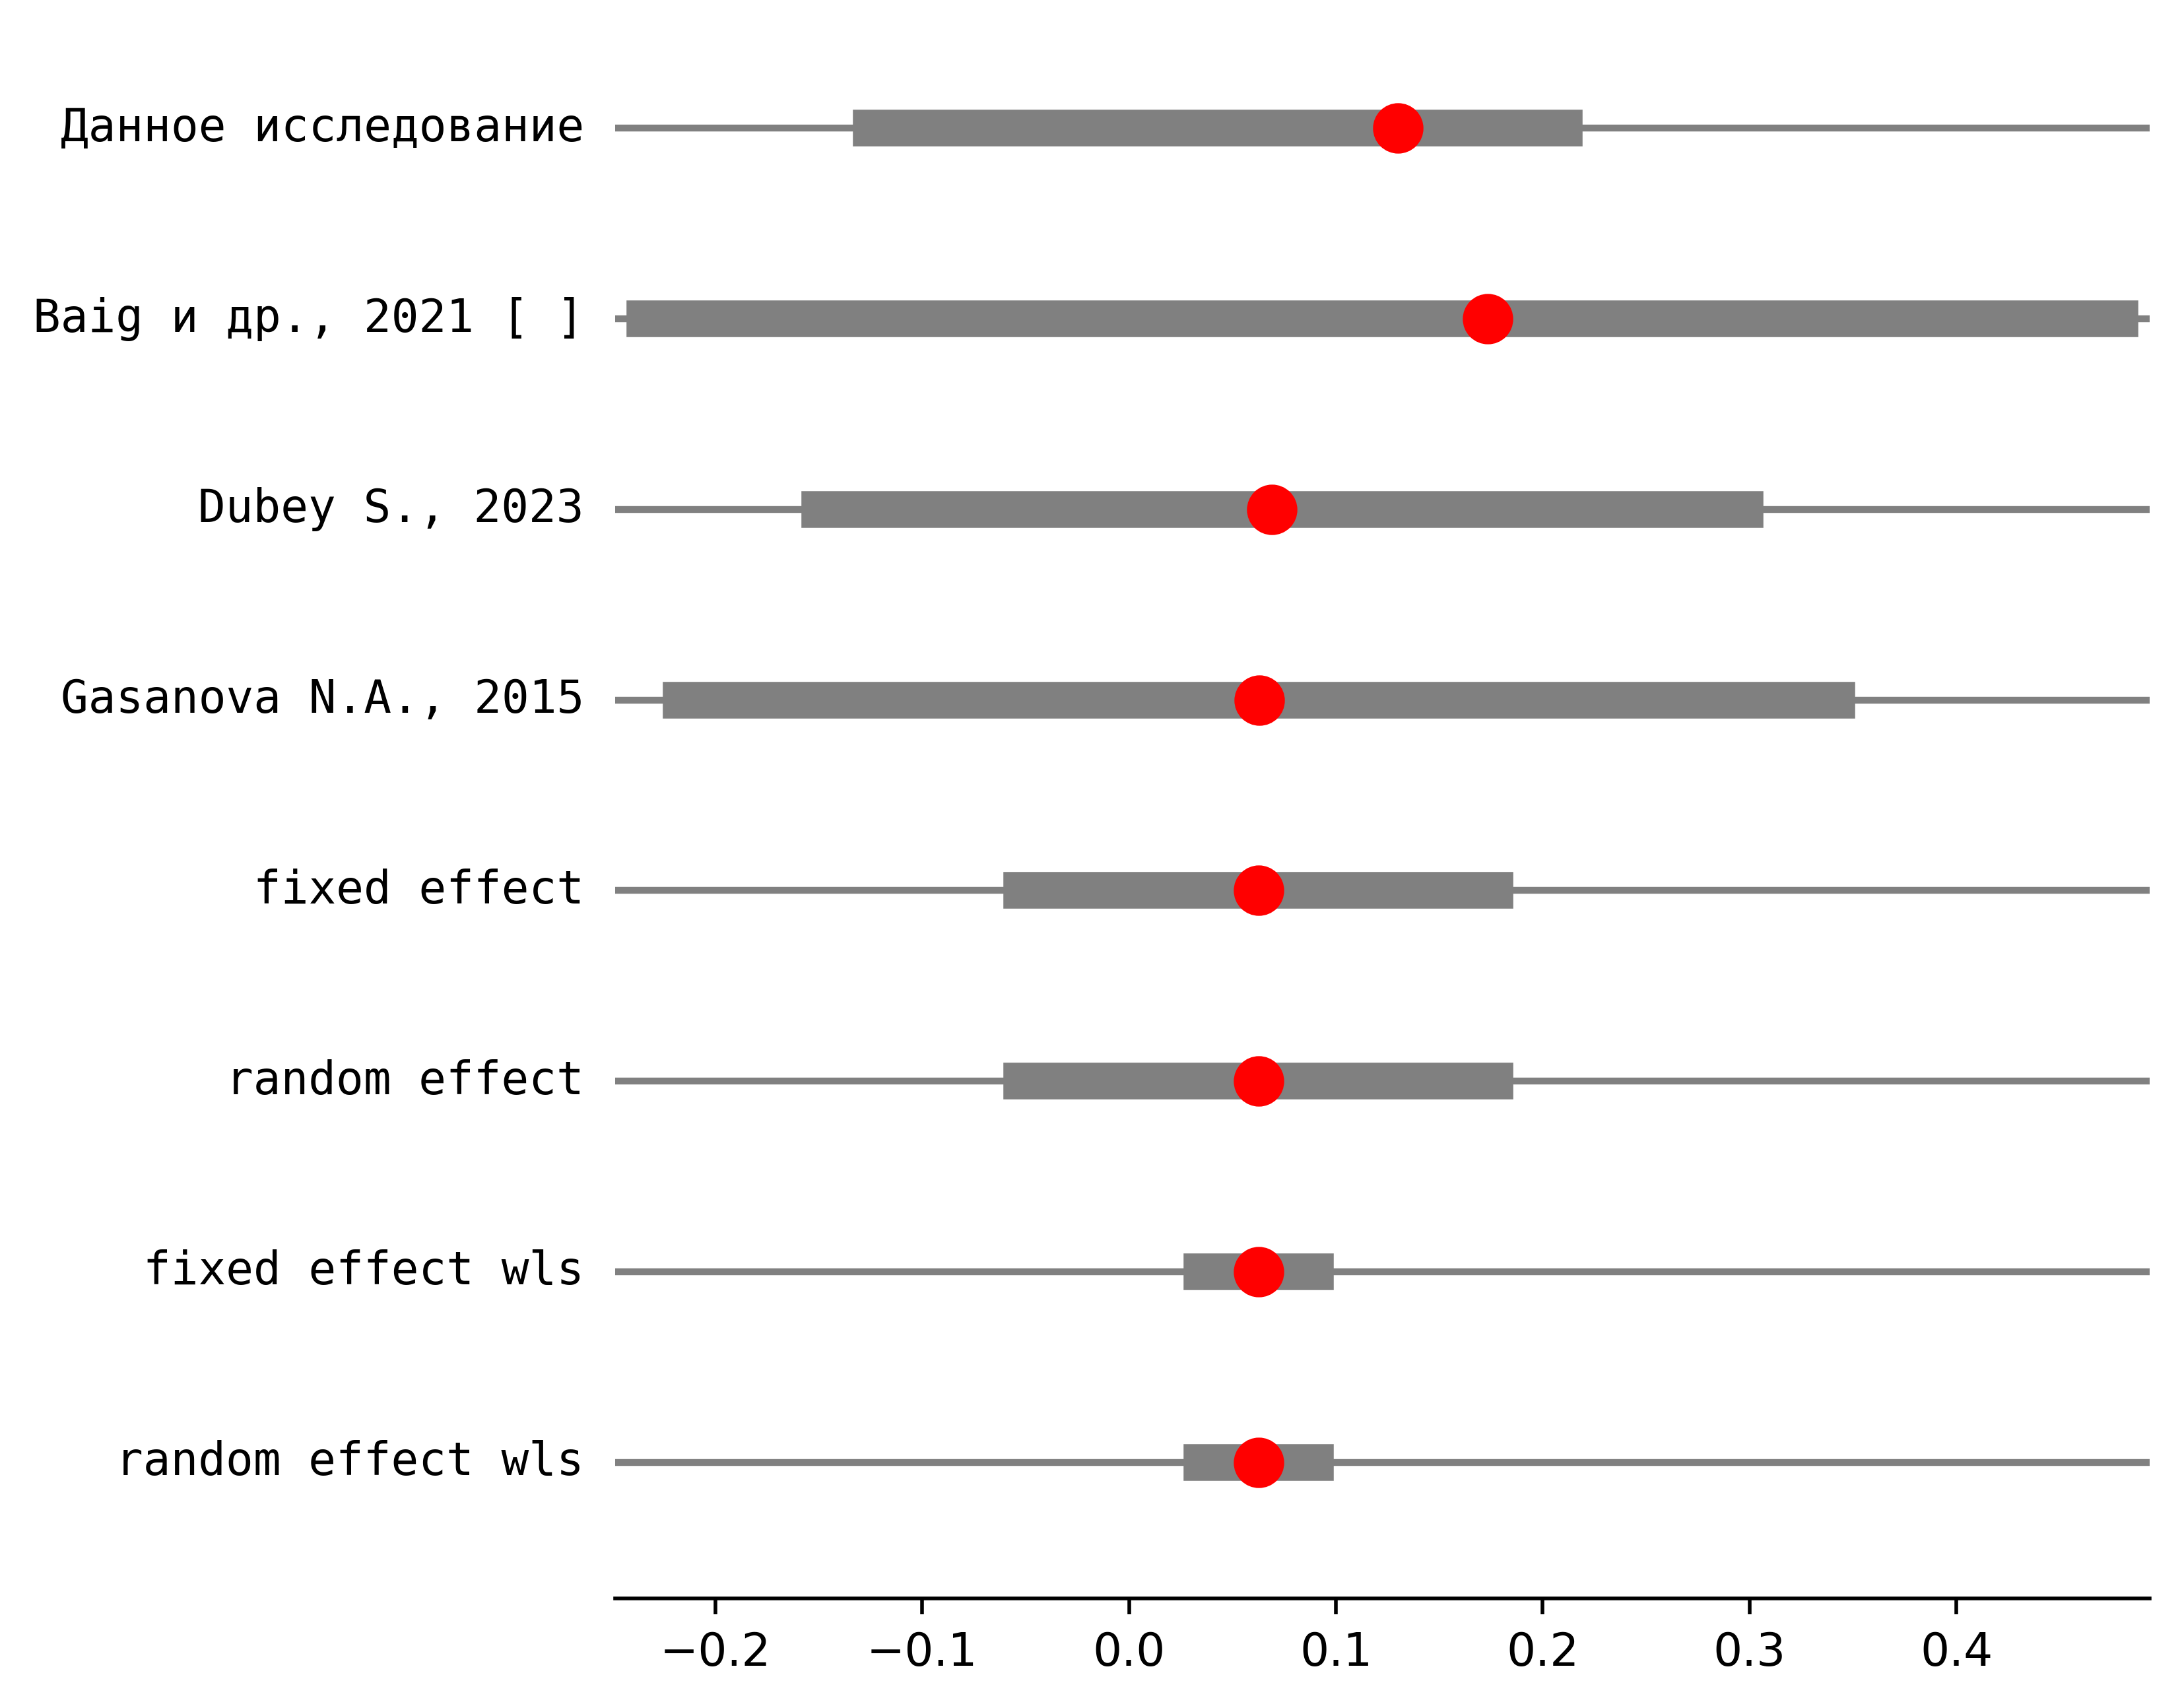 Данное исследование
Baig и др., 2021 [ ]
Dubey S., 2023
Gasanova N.A., 2015
fixed effect
random effect
fixed effect wls
random effect wls
−0.2 −0.1 0.0 0.1 0.2 0.3 0.4